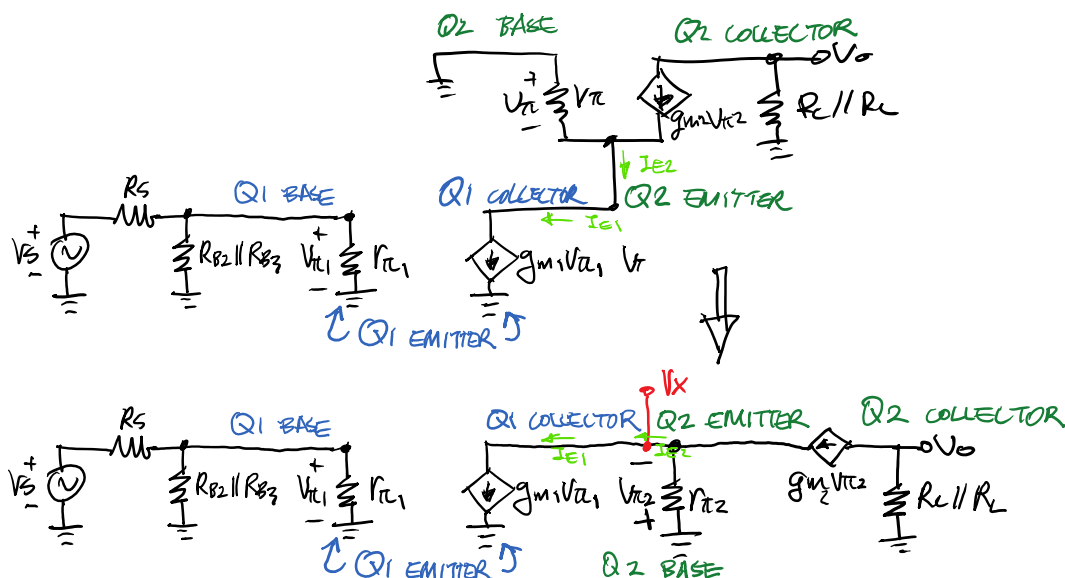 Q2 BASE
Q2 COLLECTOR
Vo
+
Vπ
-
rπ
gm2Vπ2
RC//RL
IE2
Q1 COLLECTOR
Q2 EMITTER
IE1
RS
Q1 BASE
VS
+
-
RB2//RB3
+
Vπ1
-
rπ1
gm1Vπ1
Q1 EMITTER
VX
RS
Q1 BASE
Q1 COLLECTOR
Q2 EMITTER
Q2 COLLECTOR
IE1
IE2
Vo
VS
+
-
RB2//RB3
+
Vπ1
-
rπ1
gm1Vπ1
-
Vπ2
+
rπ2
gm2Vπ2
RC//RL
Q1 EMITTER
Q2 BASE